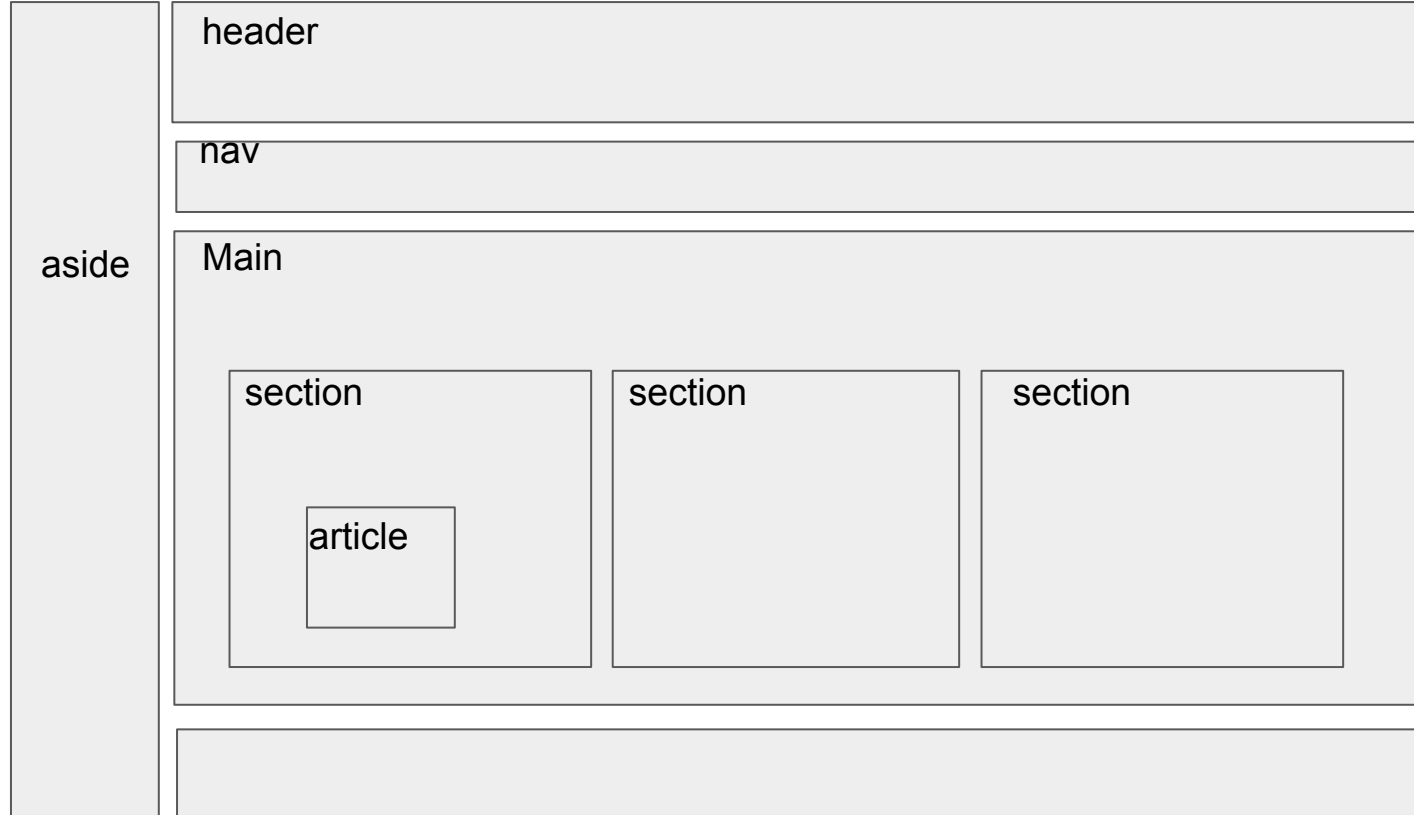 header
nav
aside
Main
section
section
section
article